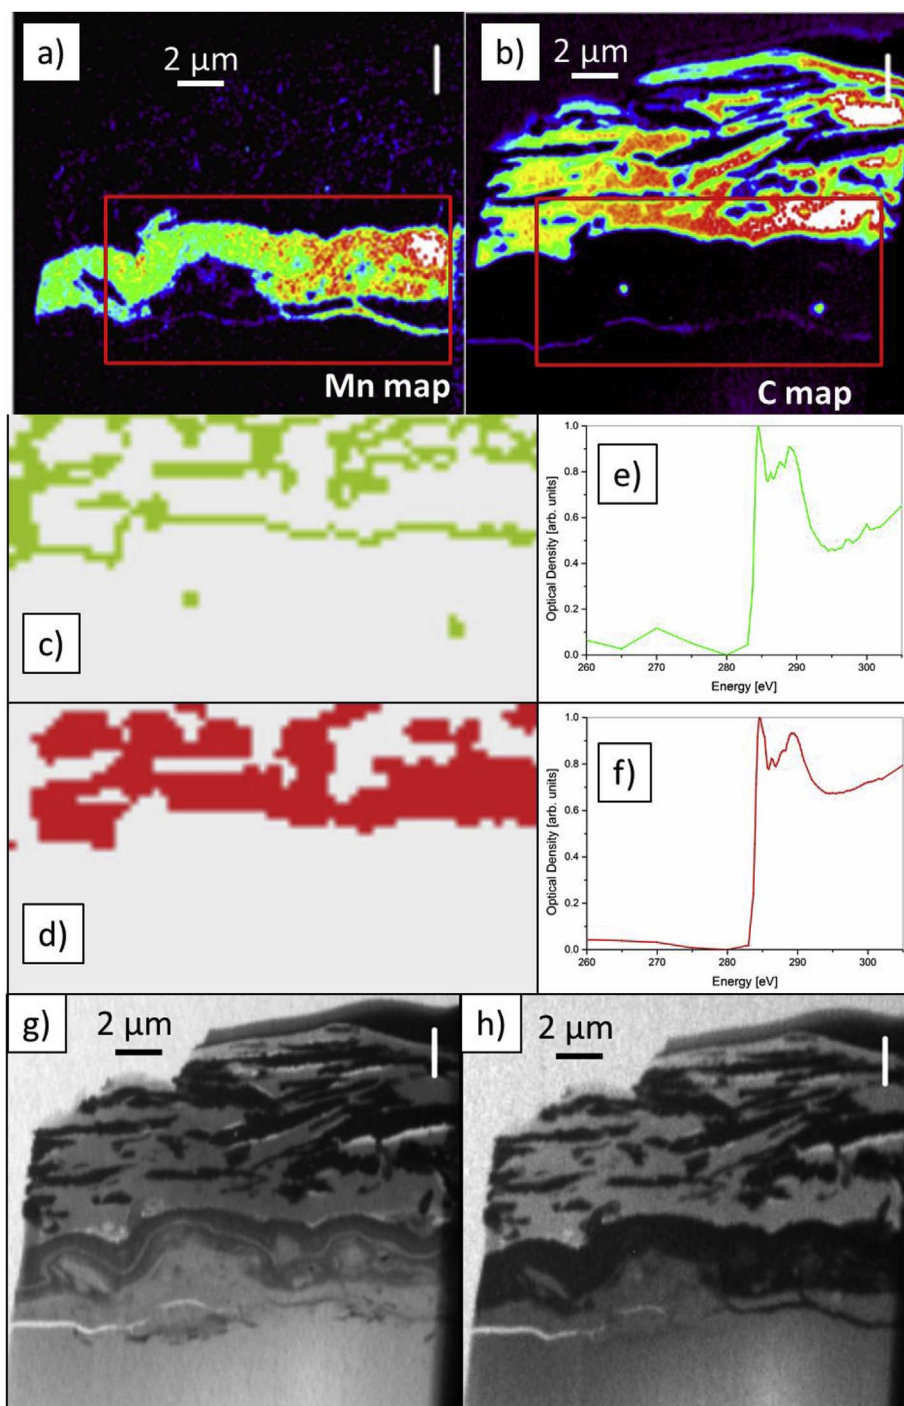 a)
2 µm
Mn map
b)
2 µm
C map
c)
e)
Optical Density [arb. units]
1.0
0.8
0.6
0.4
0.2
0.0
260 270 280 290 300
Energy [eV]
d)
f)
Optical Density [arb. units]
1.0
0.8
0.6
0.4
0.2
0.0
260 270 280 290 300
Energy [eV]
g)
2 µm
h)
2 µm